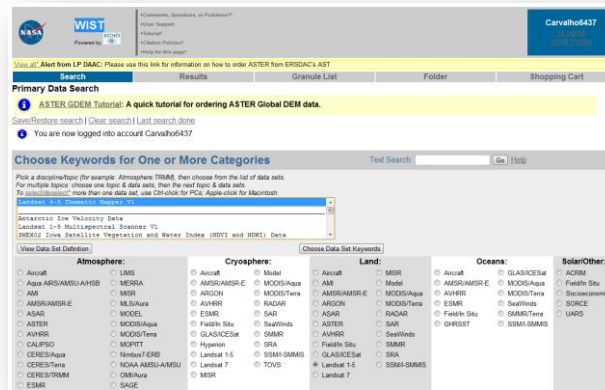 NASA
WIST
Powered by ECHO
•Comments, Questions, or Problems?*
•User Support
•Tutorial*
•Citation Policies*
•Help for this page*
Carvalho6437
View all* Alert from LP DAAC: Please use this link for information on how to order ASTER from ERSDAC's AST
Search Results Granule List Folder Shopping Cart
Primary Data Search
ASTER GDEM Tutorial: A quick tutorial for ordering ASTER Global DEM data.
Save/Restore search | Clear search | Last search done
You are now logged into account Carvalho6437
Choose Keywords for One or More Categories Text Search: Go Help
Pick a discipline/topic (for example: Atmosphere:TRMM), then choose from the list of data sets.
For multiple topics: choose one topic & data sets, then the next topic & data sets.
To select/deselect* more than one data set, use Ctrl-click for PCs; Apple-click for Macintosh.
Landsat 4-5 Thematic Mapper V1
Antarctic Ice Velocity Data
Landsat 1-5 Multispectral Scanner V1
SMEX02 Iowa Satellite Vegetation and Water Index (NDVI and NDWI) Data
View Data Set Definition Choose Data Set Keywords
Atmosphere: Cryosphere: Land: Oceans: Solar/Other:
Aircraft LIMS Aircraft Model Aircraft MISR Aircraft GLAS/ICESat ACRIM
Aqua AIRS/AMSU-A/HSB MERRA AMSR/AMSR-E MODIS/Aqua AMI Model AMSR/AMSR-E MODIS/Aqua Field/In Situ
AMI MISR ARGON MODIS/Terra AMSR/AMSR-E MODIS/Aqua AVHRR MODIS/Terra Socioeconomi
AMSR/AMSR-E MLS/Aura AVHRR RADAR ARGON MODIS/Terra ESMR SeaWinds SORCE
ASAR MODEL ESMR SAR ASAR RADAR Field/In Situ SMMR/Terra UARS
ASTER MODIS/Aqua Field/In Situ SeaWinds ASTER SAR GHRSST SSM/I-SMMIS
AVHRR MODIS/Terra GLAS/ICESat SMMR AVHRR SeaWinds
CALIPSO MOPITT Hyperion SRA Field/In Situ SMMR
CERES/Aqua Nimbus7-ERB Landsat 1-5 SSM/I-SMMIS GLAS/ICESat SRA
CERES/Terra NOAA AMSU-A/MSU Landsat 7 TOVS Landsat 1-5 SSM/I-SMMIS
CERES/TRMM OMI/Aura MISR Landsat 7
ESMR SAGE